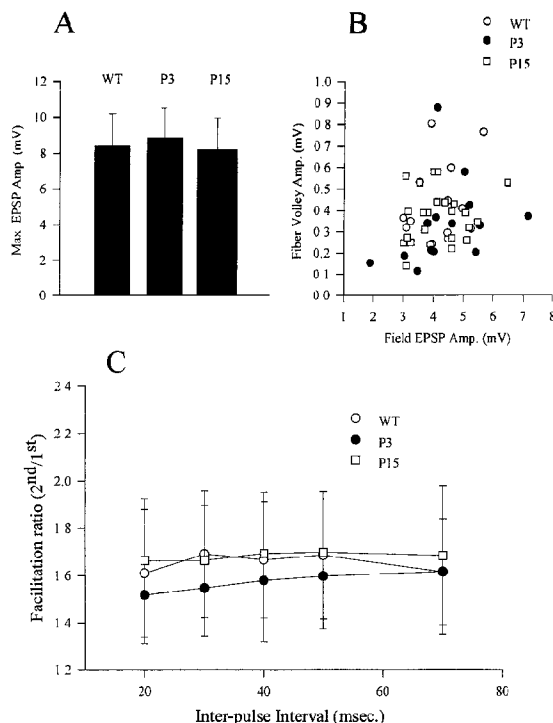 A
WT P3 P15
Max EPSP Amp. (mV)
12
10
8
6
4
2
0
B
WT
P3
P15
Fiber Volley Amp. (mV)
1 0
0 9
0 8
0 7
0 6
0.5
0 4
0 3
0 2
0 1
0 0
1 2 3 4 5 6 7 8
Field EPSP Amp. (mV)
C
WT
P3
P15
Facilitation ratio (2nd/1st)
2 4
2 2
2.0
1.8
1 6
1 4
1 2
20 40 60 80
Inter-pulse Interval (msec.)